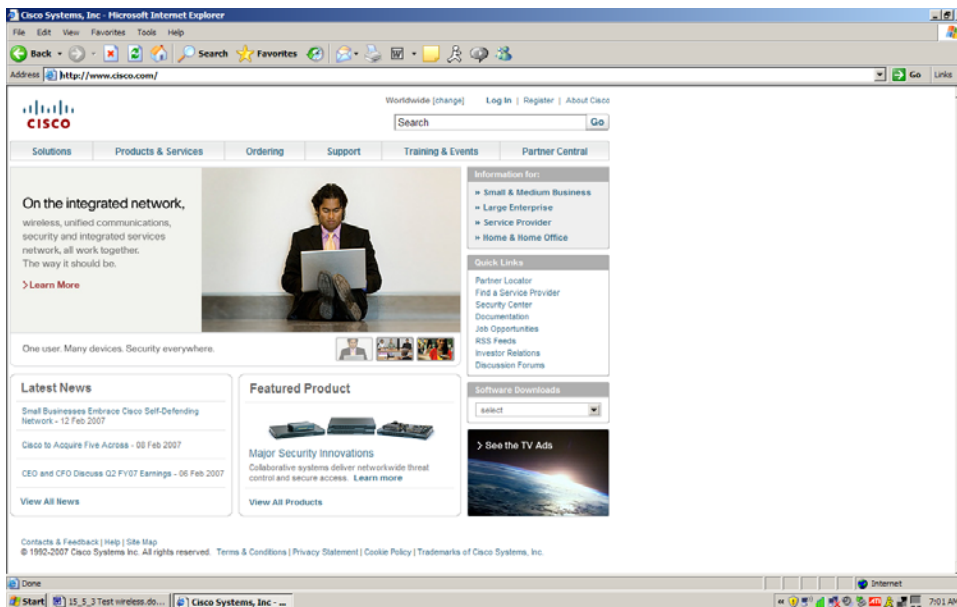 Cisco Systems, Inc - Microsoft Internet Explorer
File Edit View Favorites Tools Help
Back Search Favorites
Address http://www.cisco.com/ Go Links
Worldwide [change] Log In | Register | About Cisco
CISCO
Search Go
Solutions Products & Services Ordering Support Training & Events Partner Central
On the integrated network,
wireless, unified communications,
security and integrated services
network, all work together.
The way it should be.
Learn More
One user. Many devices. Security everywhere.
Information for:
» Small & Medium Business
» Large Enterprise
» Service Provider
» Home & Home Office
Quick Links
Partner Locator
Find a Service Provider
Security Center
Documentation
Job Opportunities
RSS Feeds
Investor Relations
Discussion Forums
Latest News
Small Businesses Embrace Cisco Self-Defending
Network - 12 Feb 2007
Cisco to Acquire Five Across - 08 Feb 2007
CEO and CFO Discuss Q2 FY07 Earnings - 06 Feb 2007
View All News
Featured Product
Major Security Innovations
Collaborative systems deliver networkwide threat
control and secure access. Learn more
View All Products
Software Downloads
select
See the TV Ads
Contacts & Feedback | Help | Site Map
© 1992-2007 Cisco Systems Inc. All rights reserved. Terms & Conditions | Privacy Statement | Cookie Policy | Trademarks of Cisco Systems, Inc.
Done Internet
Start 15_5_3 Test wireless.do... Cisco Systems, Inc - ... 7:01 AM